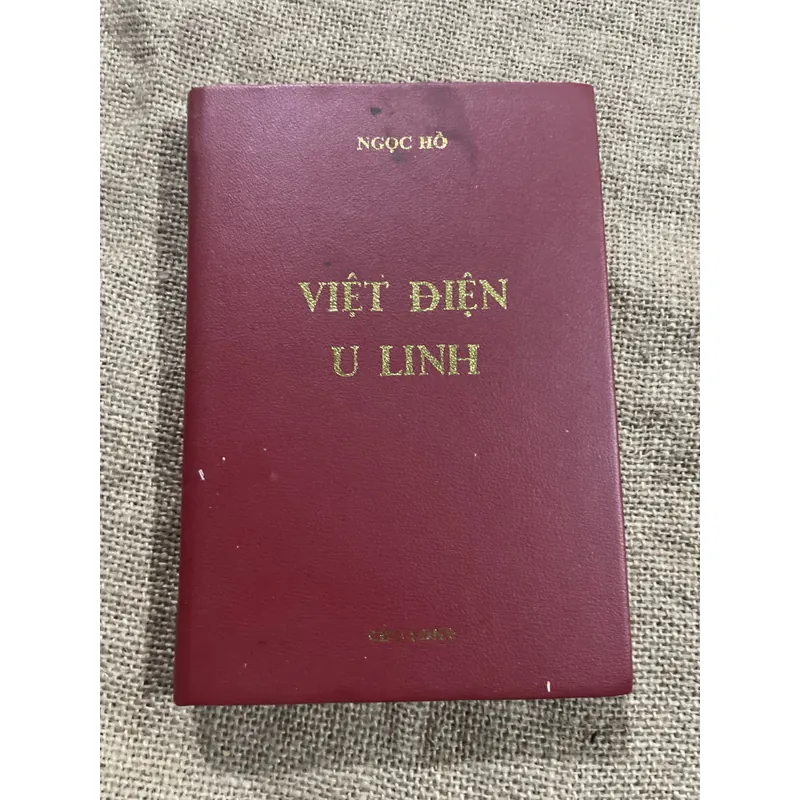 NGỌC HỒ
VIỆT ĐIỆN
U LINH